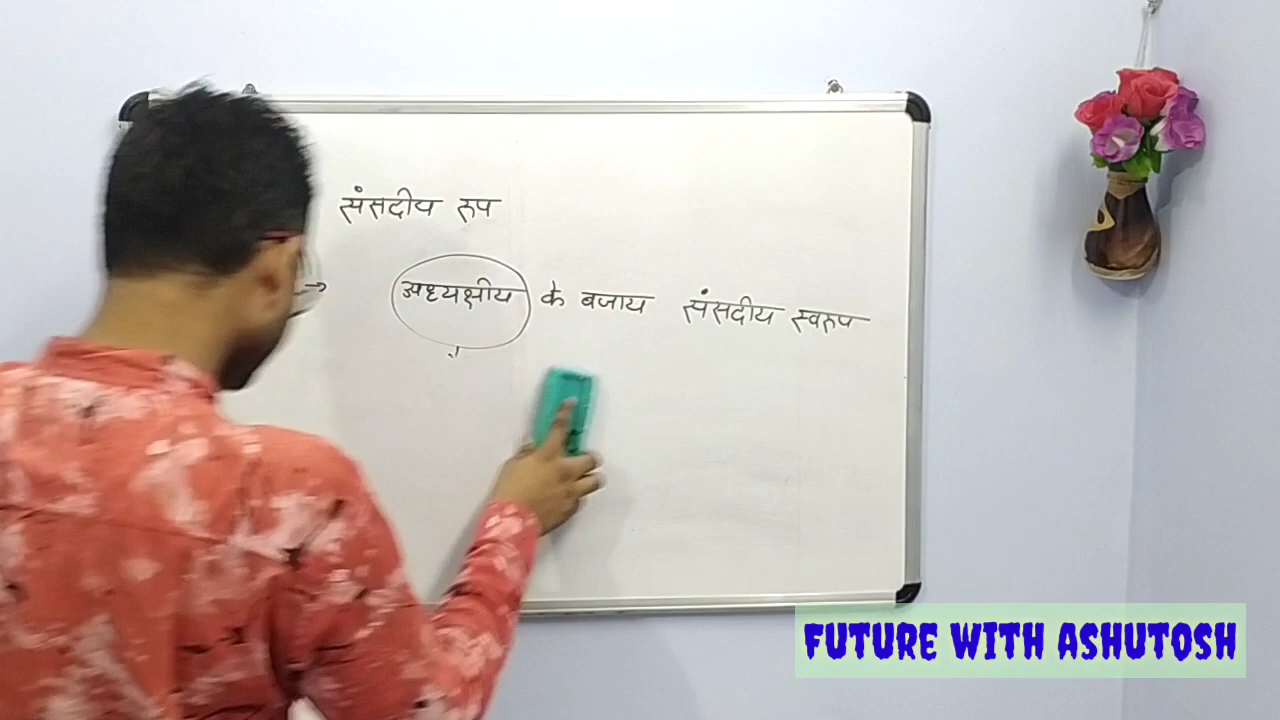 संसदीय रूप
→ अध्यक्षीय के बजाय संसदीय स्वरूप
FUTURE WITH ASHUTOSH